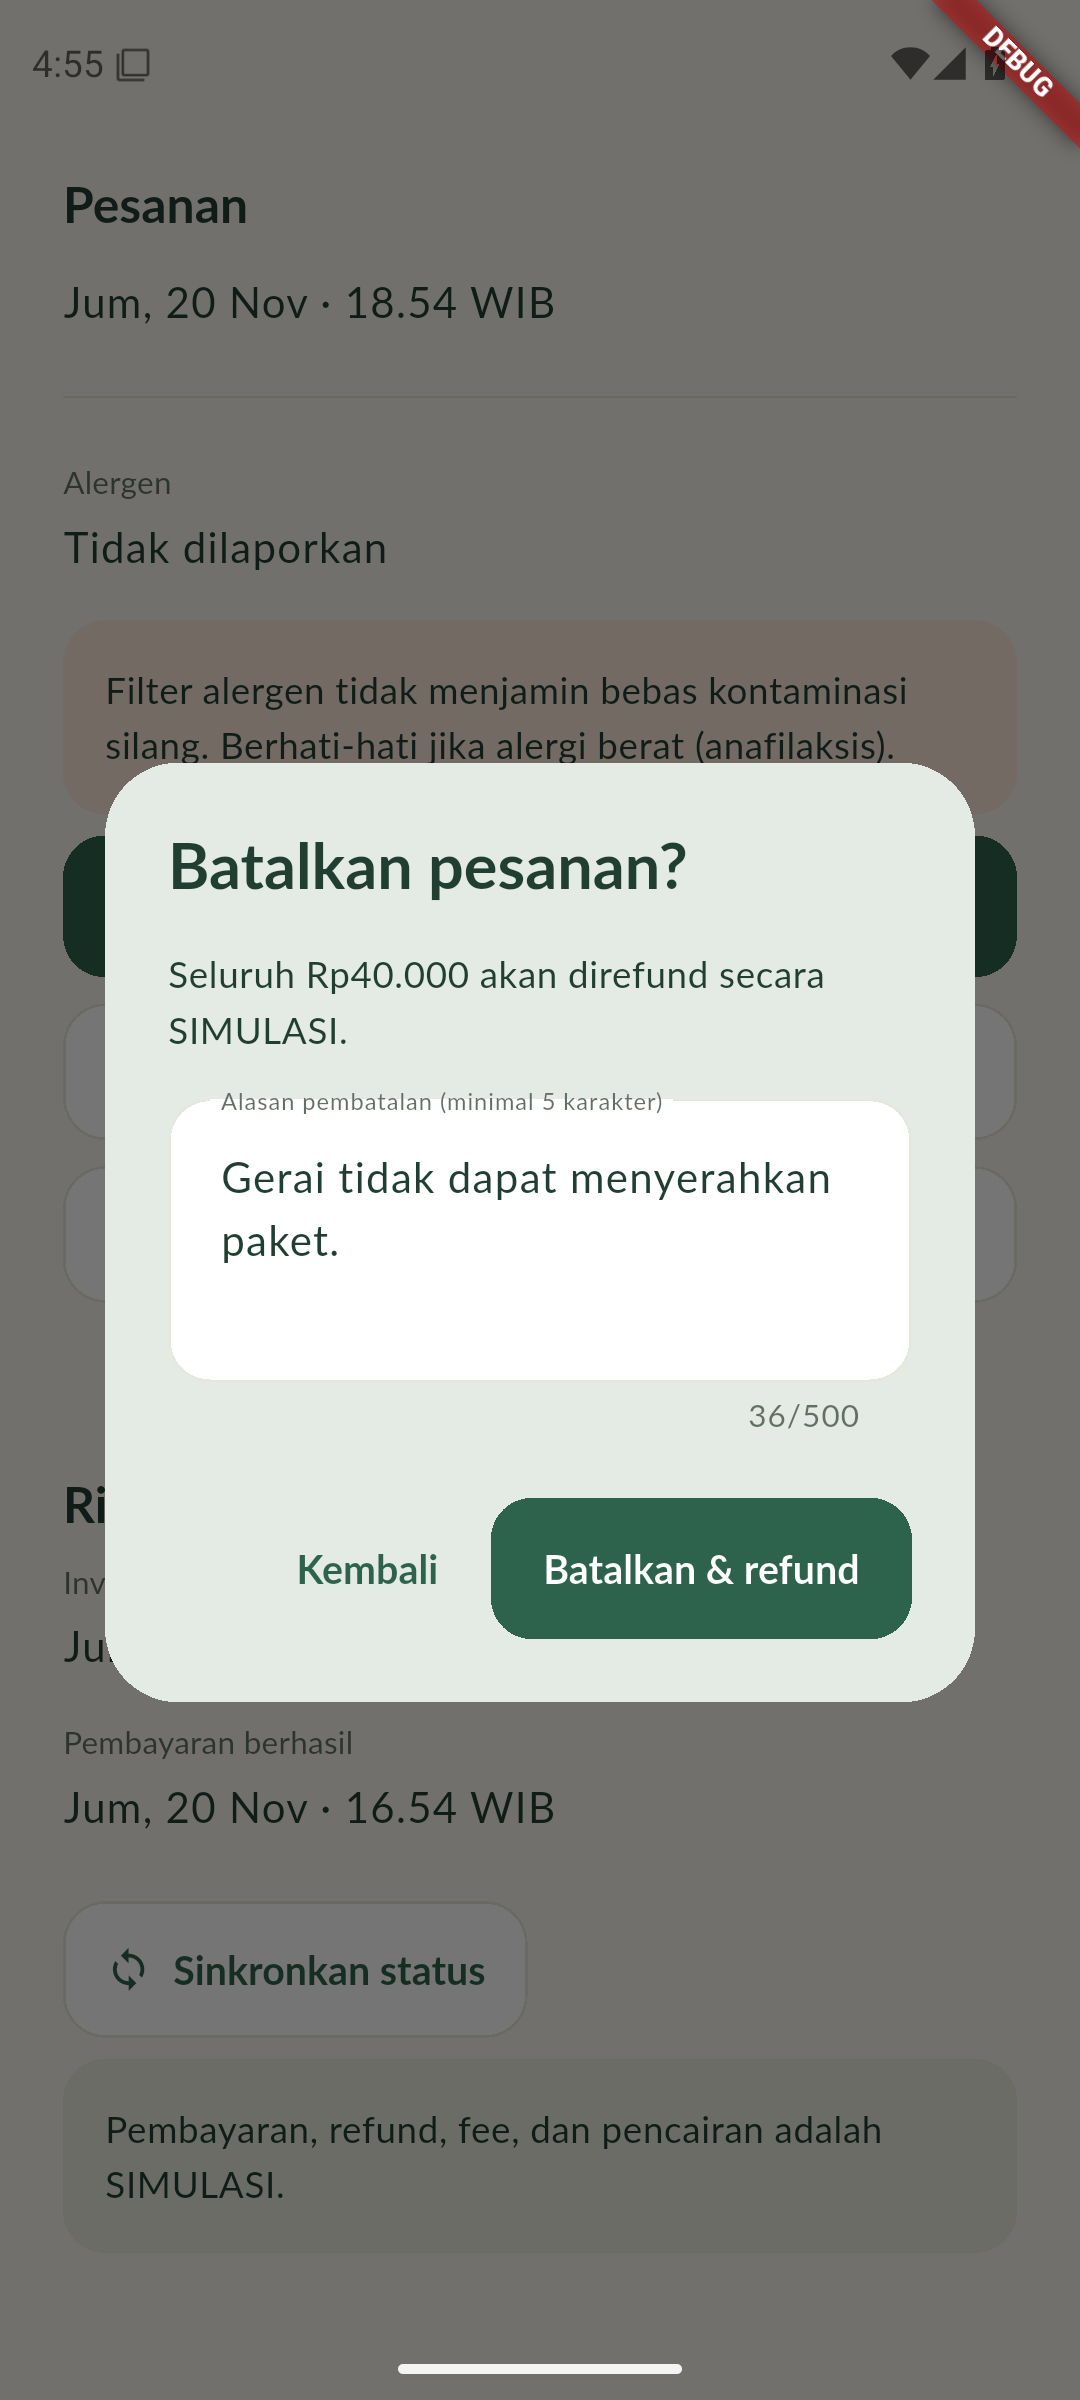 4:55
DEBUG
Pesanan
Jum, 20 Nov · 18.54 WIB
Alergen
Tidak dilaporkan
Filter alergen tidak menjamin bebas kontaminasi
silang. Berhati-hati jika alergi berat (anafilaksis).
Batalkan pesanan?
Seluruh Rp40.000 akan direfund secara
SIMULASI.
Alasan pembatalan (minimal 5 karakter)
Gerai tidak dapat menyerahkan
paket.
36/500
Kembali
Batalkan & refund
Pembayaran berhasil
Jum, 20 Nov · 16.54 WIB
Sinkronkan status
Pembayaran, refund, fee, dan pencairan adalah
SIMULASI.